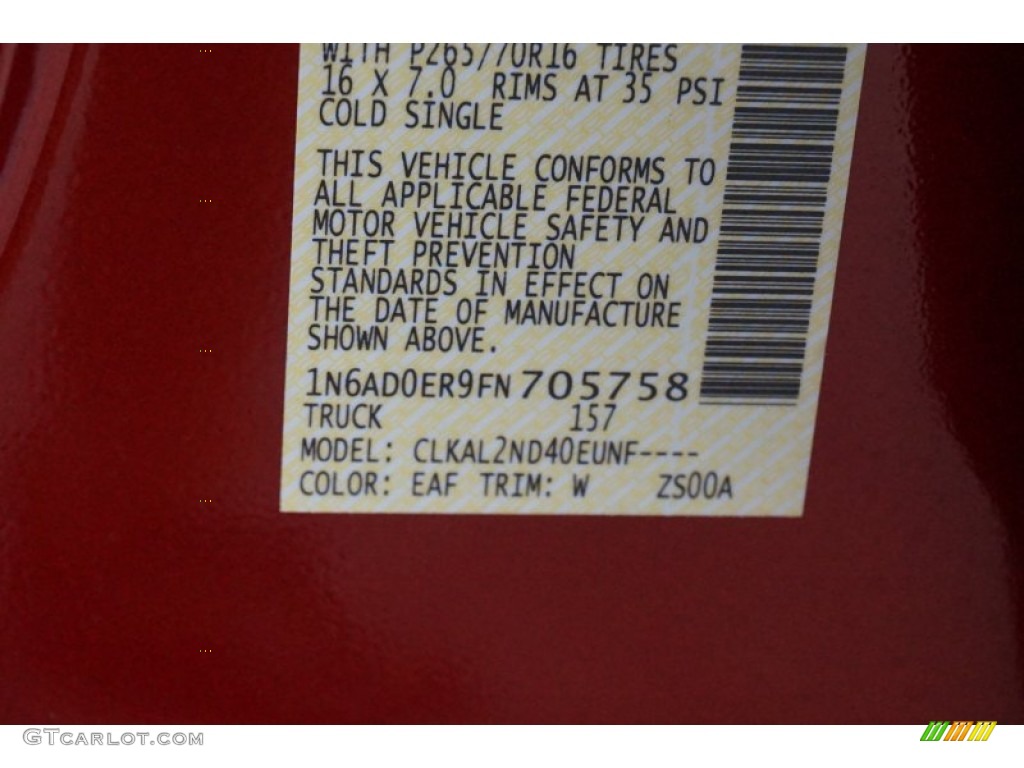 WITH P265/70R16 TIRES
16 X 7.0 RIMS AT 35 PSI
COLD SINGLE
THIS VEHICLE CONFORMS TO
ALL APPLICABLE FEDERAL
MOTOR VEHICLE SAFETY AND
THEFT PREVENTION
STANDARDS IN EFFECT ON
THE DATE OF MANUFACTURE
SHOWN ABOVE.
1N6AD0ER9FN705758
TRUCK 157
MODEL: CLKAL2ND40EUNF----
COLOR: EAF TRIM: W ZS00A
GTCARLOT.COM